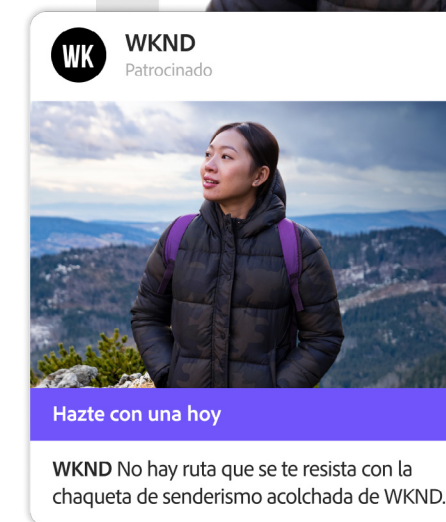 WK
WKND
Patrocinado
Hazte con una hoy
WKND No hay ruta que se te resista con la
chaqueta de senderismo acolchada de WKND.